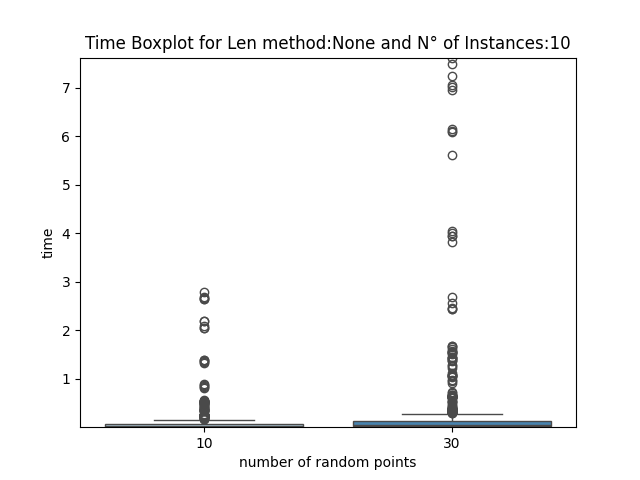 Time Boxplot for Len method:None and N° of Instances:10
7
6
5
4
3
2
1
time
10 30
number of random points